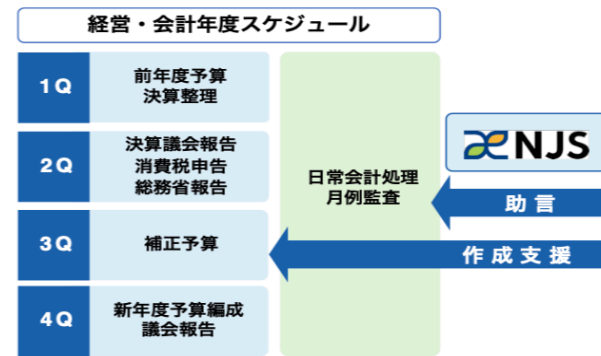 経営・会計年度スケジュール
1Q
前年度予算
決算整理
2Q
決算議会報告
消費税申告
総務省報告
3Q
補正予算
4Q
新年度予算編成
議会報告
日常会計処理
月例監査
NJS
助言
作成支援